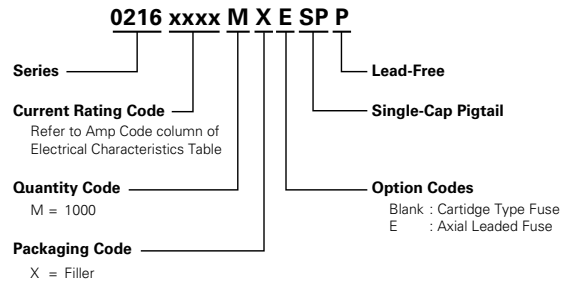 0216 xxxx M X E SP P
Series
Lead-Free
Current Rating Code
Refer to Amp Code column of
Electrical Characteristics Table
Single-Cap Pigtail
Quantity Code
M = 1000
Option Codes
Blank : Cartidge Type Fuse
E : Axial Leaded Fuse
Packaging Code
X = Filler